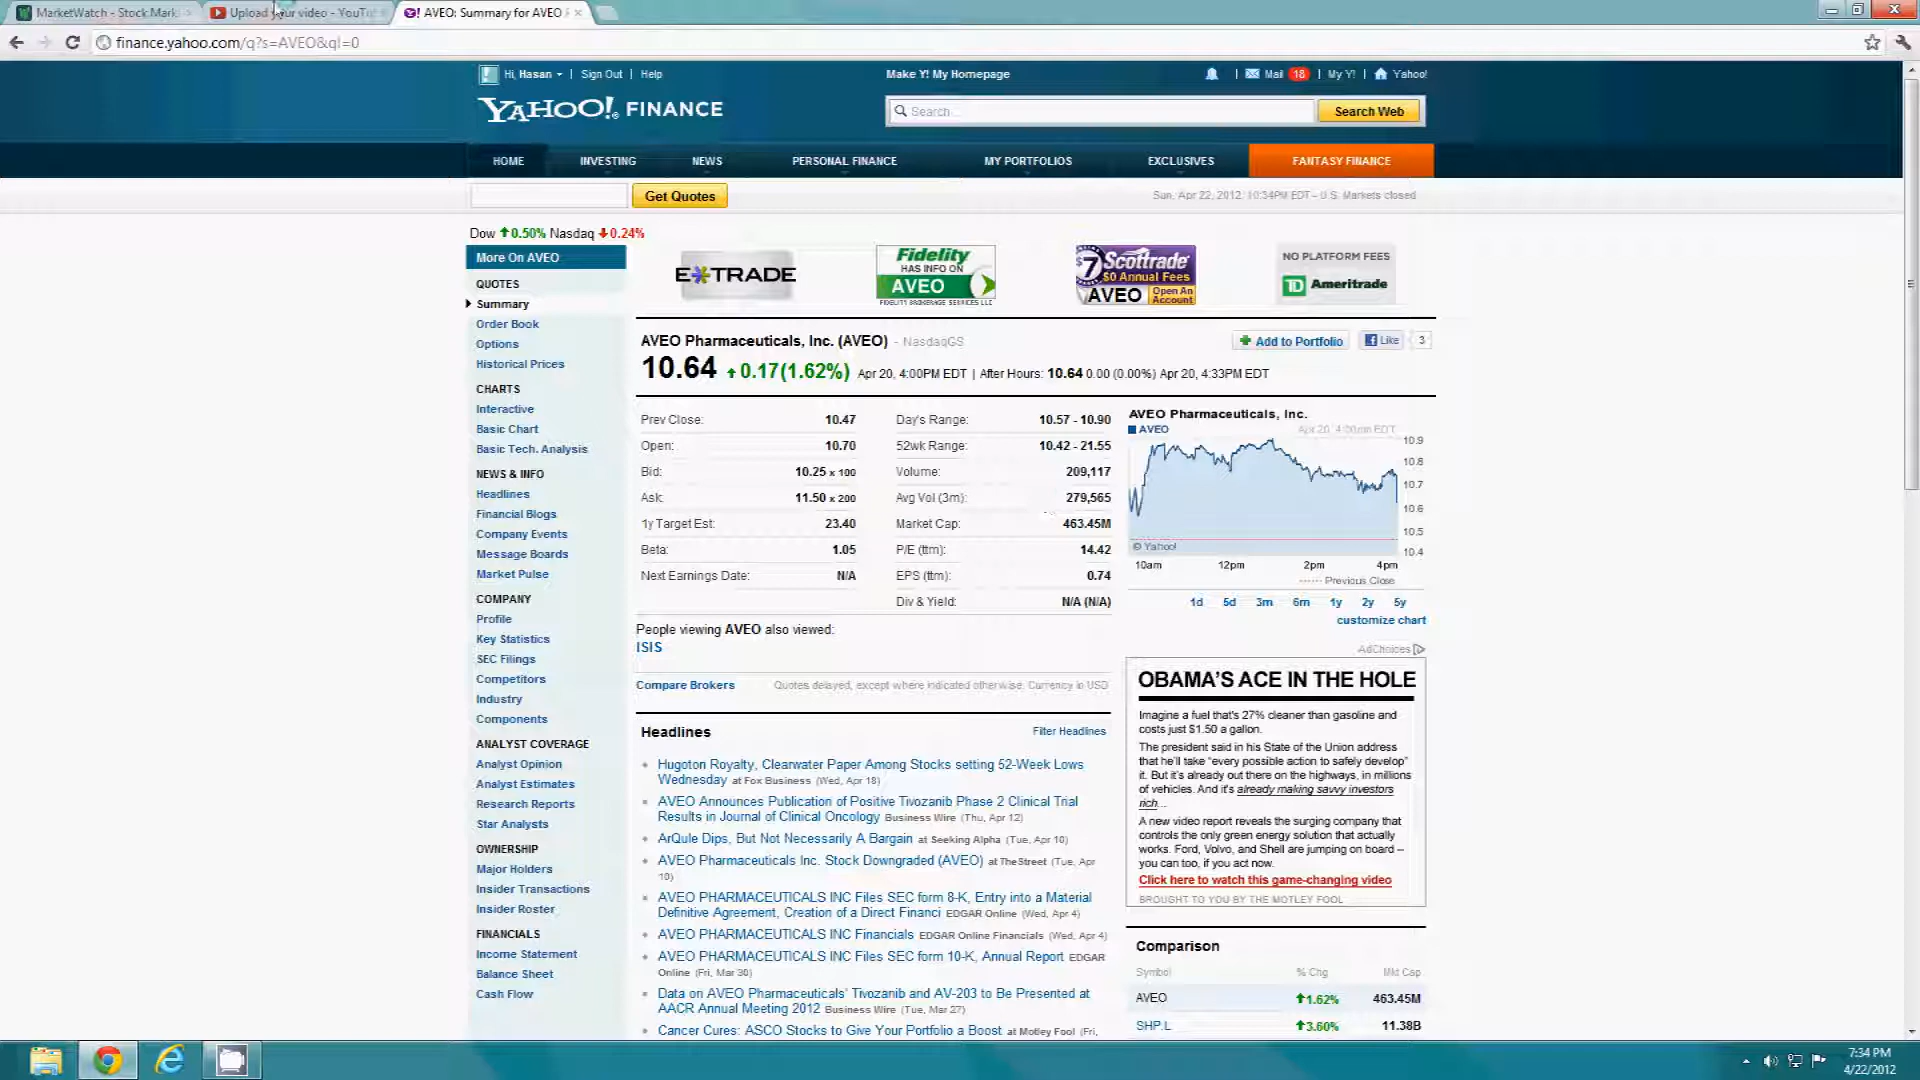 MarketWatch - Stock Mark
Upload your video - YouTu
Y! AVEO: Summary for AVEO
finance.yahoo.com/q?s=AVEO&ql=0
Hi, Hasan | Sign Out | Help
Make Y! My Homepage
Mail 18 | My Y! | Yahoo!
YAHOO! FINANCE
Search...
Search Web
HOME INVESTING NEWS PERSONAL FINANCE MY PORTFOLIOS EXCLUSIVES FANTASY FINANCE
Get Quotes
Sun, Apr 22, 2012, 10:34PM EDT - U.S. Markets closed
Dow 0.50% Nasdaq 0.24%
More On AVEO
QUOTES
Summary
Order Book
Options
Historical Prices
CHARTS
Interactive
Basic Chart
Basic Tech. Analysis
NEWS & INFO
Headlines
Financial Blogs
Company Events
Message Boards
Market Pulse
COMPANY
Profile
Key Statistics
SEC Filings
Competitors
Industry
Components
ANALYST COVERAGE
Analyst Opinion
Analyst Estimates
Research Reports
Star Analysts
OWNERSHIP
Major Holders
Insider Transactions
Insider Roster
FINANCIALS
Income Statement
Balance Sheet
Cash Flow
E*TRADE
Fidelity
HAS INFO ON
AVEO
FIDELITY BROKERAGE SERVICES LLC
$7 Scottrade
$0 Annual Fees
AVEO Open An Account
NO PLATFORM FEES
TD Ameritrade
AVEO Pharmaceuticals, Inc. (AVEO) - NasdaqGS
Add to Portfolio
Like 3
10.64 0.17(1.62%) Apr 20, 4:00PM EDT | After Hours: 10.64 0.00 (0.00%) Apr 20, 4:33PM EDT
Prev Close: 10.47
Open: 10.70
Bid: 10.25 x 100
Ask: 11.50 x 200
1y Target Est: 23.40
Beta: 1.05
Next Earnings Date: N/A
Day's Range: 10.57 - 10.90
52wk Range: 10.42 - 21.55
Volume: 209,117
Avg Vol (3m): 279,565
Market Cap: 463.45M
P/E (ttm): 14.42
EPS (ttm): 0.74
Div & Yield: N/A (N/A)
AVEO Pharmaceuticals, Inc.
AVEO Apr 20, 4:00pm EDT
10.9
10.8
10.7
10.6
10.5
10.4
© Yahoo!
10am 12pm 2pm 4pm
Previous Close
1d 5d 3m 6m 1y 2y 5y
customize chart
People viewing AVEO also viewed:
ISIS
Compare Brokers
Quotes delayed, except where indicated otherwise. Currency in USD
Headlines
Filter Headlines
Hugoton Royalty, Clearwater Paper Among Stocks setting 52-Week Lows
Wednesday at Fox Business (Wed, Apr 18)
AVEO Announces Publication of Positive Tivozanib Phase 2 Clinical Trial
Results in Journal of Clinical Oncology Business Wire (Thu, Apr 12)
ArQule Dips, But Not Necessarily A Bargain at Seeking Alpha (Tue, Apr 10)
AVEO Pharmaceuticals Inc. Stock Downgraded (AVEO) at TheStreet (Tue, Apr
10)
AVEO PHARMACEUTICALS INC Files SEC form 8-K, Entry into a Material
Definitive Agreement, Creation of a Direct Financi EDGAR Online (Wed, Apr 4)
AVEO PHARMACEUTICALS INC Financials EDGAR Online Financials (Wed, Apr 4)
AVEO PHARMACEUTICALS INC Files SEC form 10-K, Annual Report EDGAR
Online (Fri, Mar 30)
Data on AVEO Pharmaceuticals' Tivozanib and AV-203 to Be Presented at
AACR Annual Meeting 2012 Business Wire (Tue, Mar 27)
Cancer Cures: ASCO Stocks to Give Your Portfolio a Boost at Motley Fool (Fri,
AdChoices
OBAMA'S ACE IN THE HOLE
Imagine a fuel that's 27% cleaner than gasoline and
costs just $1.50 a gallon.
The president said in his State of the Union address
that he'll take "every possible action to safely develop"
it. But it's already out there on the highways, in millions
of vehicles. And it's already making savvy investors
rich...
A new video report reveals the surging company that
controls the only green energy solution that actually
works. Ford, Volvo, and Shell are jumping on board –
you can too, if you act now.
Click here to watch this game-changing video
BROUGHT TO YOU BY THE MOTLEY FOOL
Comparison
Symbol % Chg Mkt Cap
AVEO 1.62% 463.45M
SHP.L 3.60% 11.38B
7:34 PM
4/22/2012